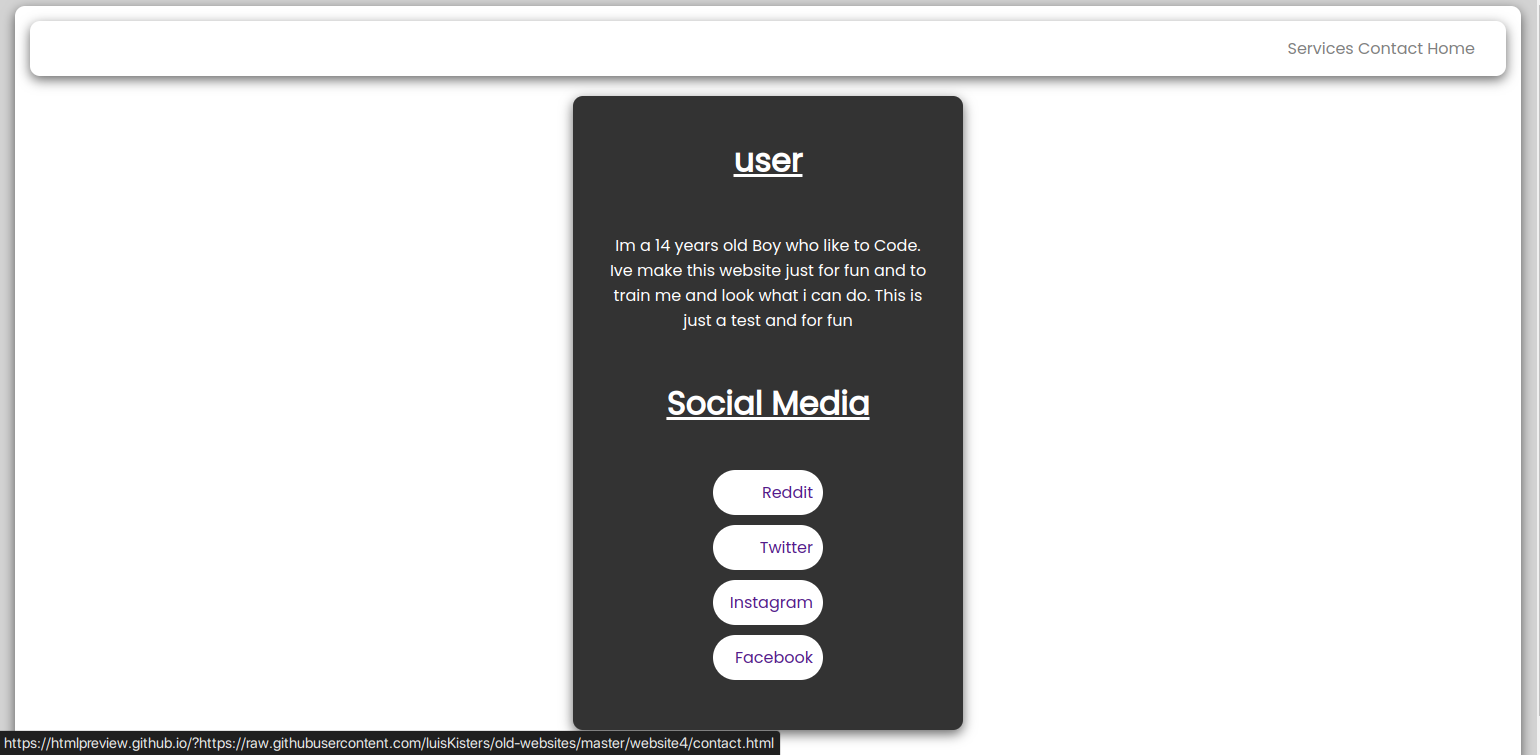 Services Contact Home
user
Im a 14 years old Boy who like to Code.
Ive make this website just for fun and to
train me and look what i can do. This is
just a test and for fun
Social Media
Reddit
Twitter
Instagram
Facebook
https://htmlpreview.github.io/?https://raw.githubusercontent.com/luisKisters/old-websites/master/website4/contact.html